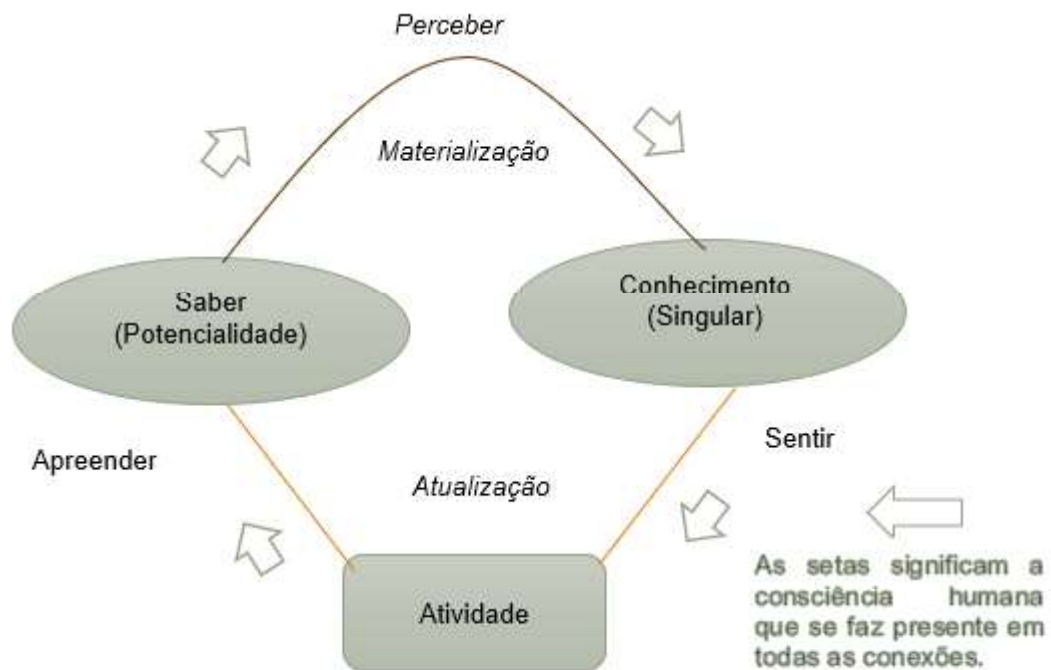 Perceber
Materialização
Saber
(Potencialidade)
Conhecimento
(Singular)
Apreender
Sentir
Atualização
Atividade
As setas significam a
consciência humana
que se faz presente em
todas as conexões.